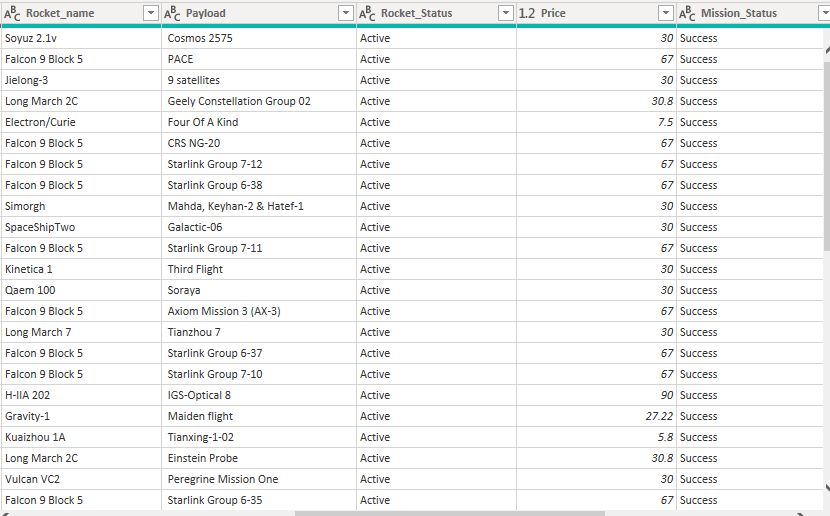 ABC Rocket_name ABC Payload ABC Rocket_Status 1.2 Price ABC Mission_Status
Soyuz 2.1v Cosmos 2575 Active 30 Success
Falcon 9 Block 5 PACE Active 67 Success
Jielong-3 9 satellites Active 30 Success
Long March 2C Geely Constellation Group 02 Active 30.8 Success
Electron/Curie Four Of A Kind Active 7.5 Success
Falcon 9 Block 5 CRS NG-20 Active 67 Success
Falcon 9 Block 5 Starlink Group 7-12 Active 67 Success
Falcon 9 Block 5 Starlink Group 6-38 Active 67 Success
Simorgh Mahda, Keyhan-2 & Hatef-1 Active 30 Success
SpaceShipTwo Galactic-06 Active 30 Success
Falcon 9 Block 5 Starlink Group 7-11 Active 67 Success
Kinetica 1 Third Flight Active 30 Success
Qaem 100 Soraya Active 30 Success
Falcon 9 Block 5 Axiom Mission 3 (AX-3) Active 67 Success
Long March 7 Tianzhou 7 Active 30 Success
Falcon 9 Block 5 Starlink Group 6-37 Active 67 Success
Falcon 9 Block 5 Starlink Group 7-10 Active 67 Success
H-IIA 202 IGS-Optical 8 Active 90 Success
Gravity-1 Maiden flight Active 27.22 Success
Kuaizhou 1A Tianxing-1-02 Active 5.8 Success
Long March 2C Einstein Probe Active 30.8 Success
Vulcan VC2 Peregrine Mission One Active 30 Success
Falcon 9 Block 5 Starlink Group 6-35 Active 67 Success